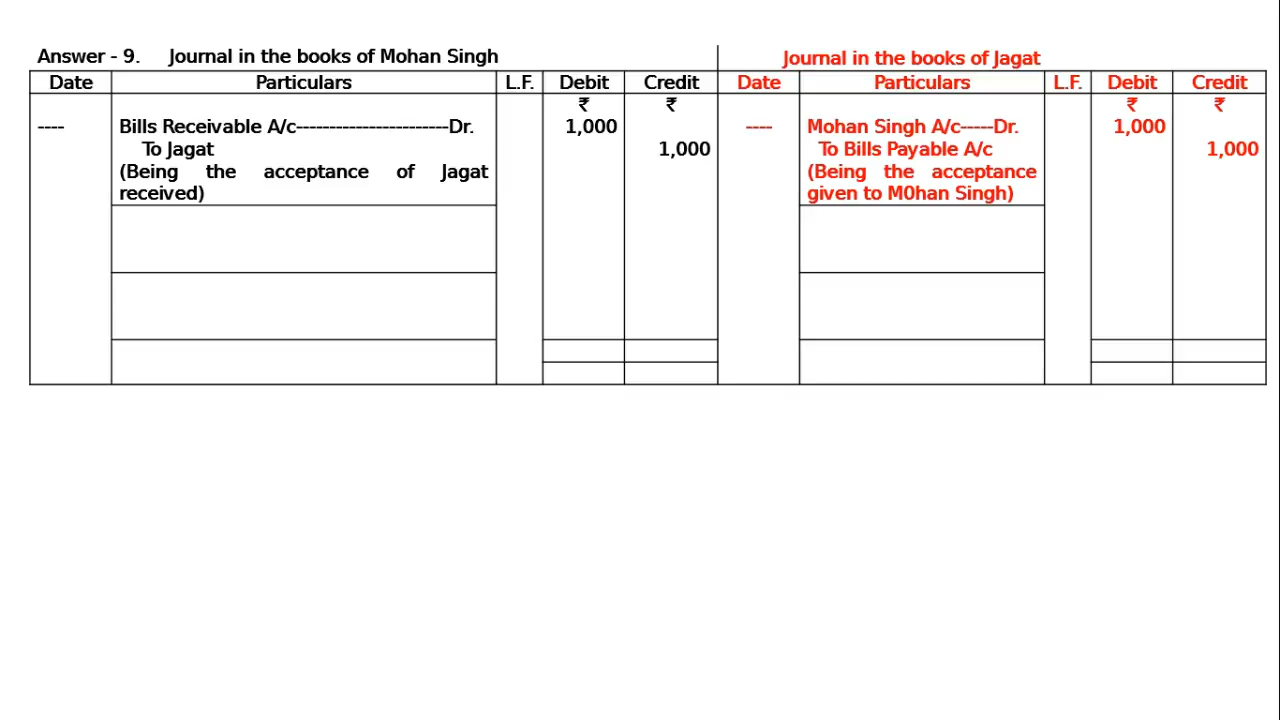 Answer - 9. Journal in the books of Mohan Singh
Date Particulars L.F. Debit Credit
₹ ₹
---- Bills Receivable A/c-----------------------Dr. 1,000
To Jagat 1,000
(Being the acceptance of Jagat
received)
Journal in the books of Jagat
Date Particulars L.F. Debit Credit
₹ ₹
---- Mohan Singh A/c-----Dr. 1,000
To Bills Payable A/c 1,000
(Being the acceptance
given to M0han Singh)